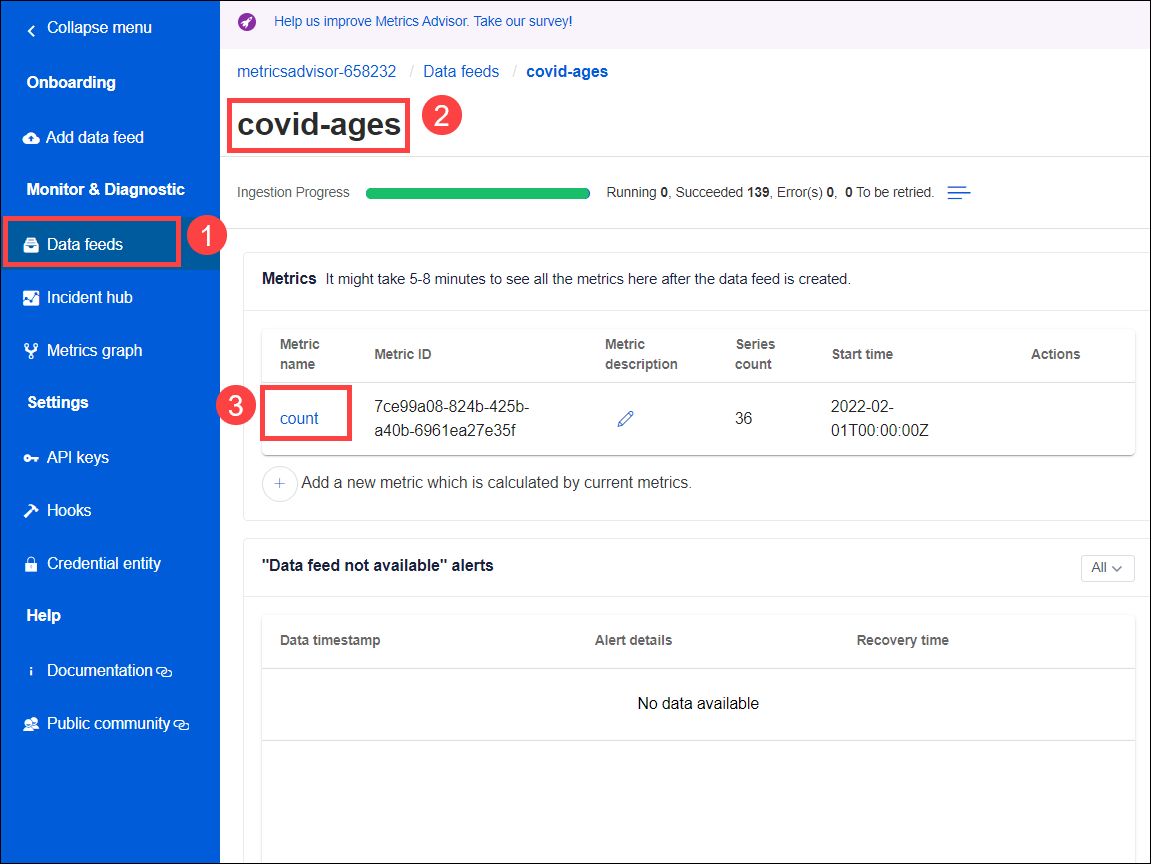 Collapse menu
Onboarding
Add data feed
Monitor & Diagnostic
Data feeds
1
Incident hub
Metrics graph
Settings
API keys
Hooks
Credential entity
Help
Documentation
Public community
Help us improve Metrics Advisor. Take our survey!
metricsadvisor-658232 / Data feeds / covid-ages
covid-ages
2
Ingestion Progress Running 0, Succeeded 139, Error(s) 0, 0 To be retried.
Metrics It might take 5-8 minutes to see all the metrics here after the data feed is created.
Metric name
Metric ID
Metric description
Series count
Start time
Actions
3
count
7ce99a08-824b-425b-
a40b-6961ea27e35f
36
2022-02-
01T00:00:00Z
Add a new metric which is calculated by current metrics.
"Data feed not available" alerts
All
Data timestamp Alert details Recovery time
No data available